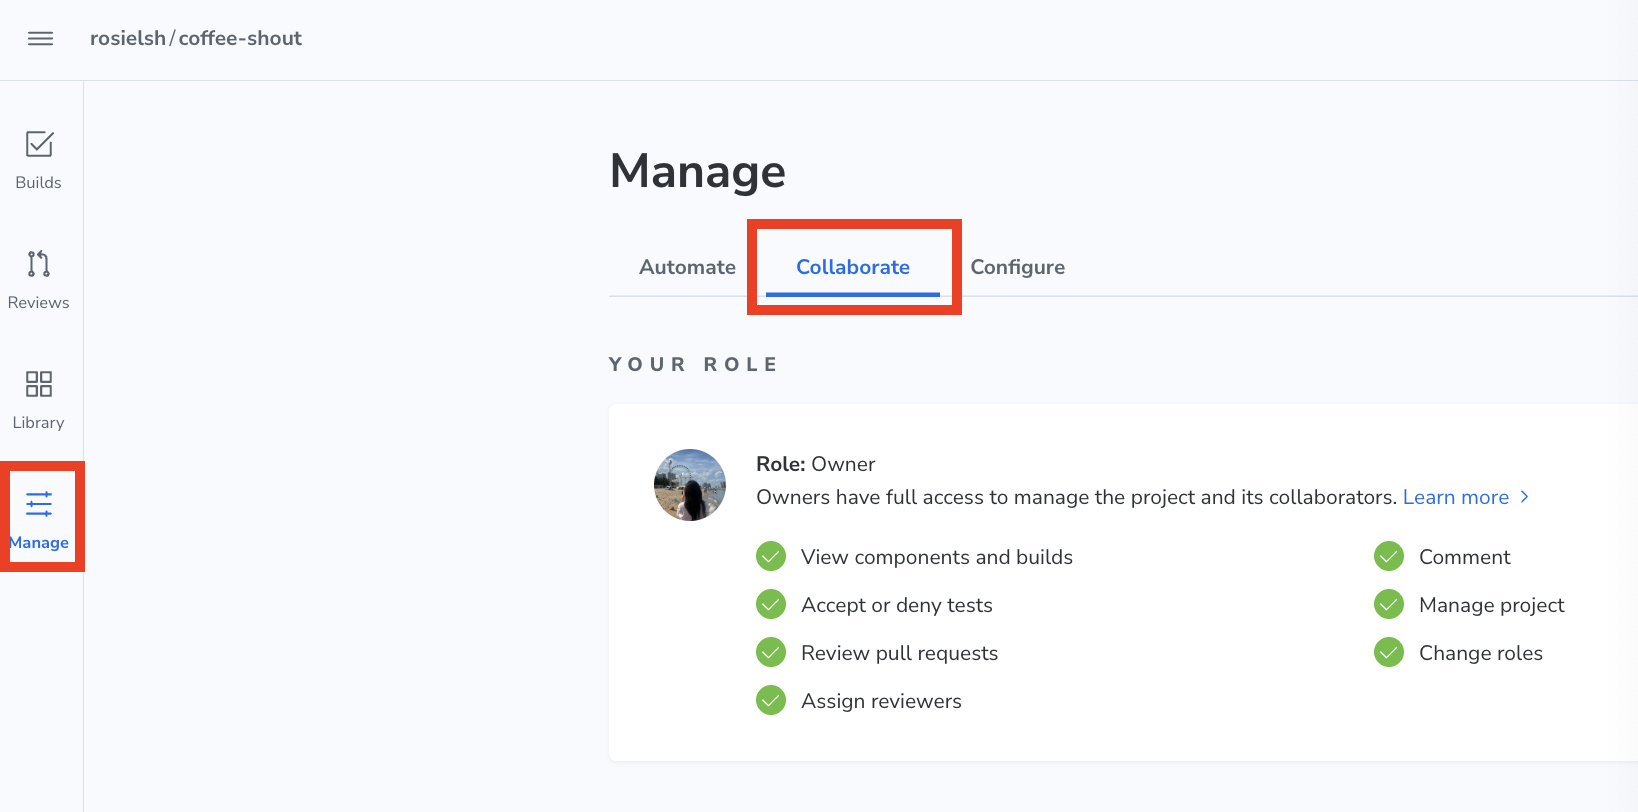 rosielsh/coffee-shout
Builds
Reviews
Library
Manage
Manage
Automate
Collaborate
Configure
YOUR ROLE
Role: Owner
Owners have full access to manage the project and its collaborators. Learn more
View components and builds
Comment
Accept or deny tests
Manage project
Review pull requests
Change roles
Assign reviewers